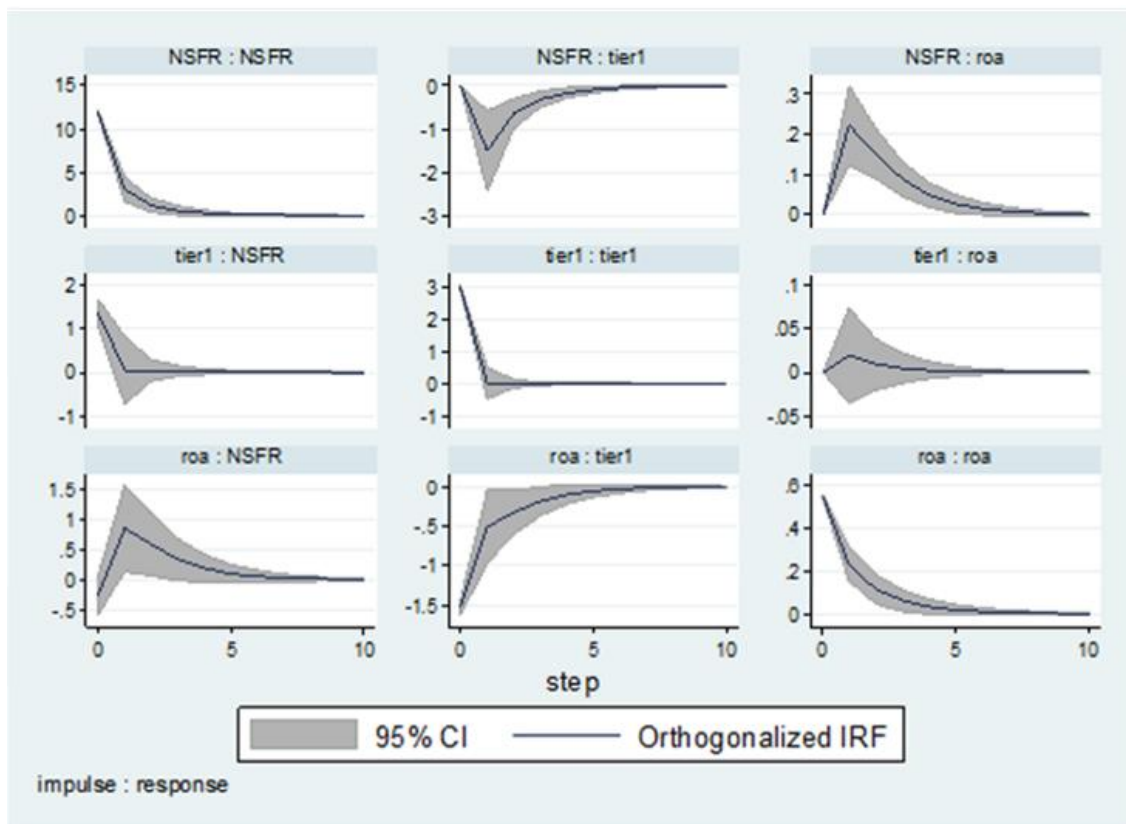 NSFR : NSFR NSFR : tier1 NSFR : roa
15 0 .3
10 -1 .2
5 -2 .1
0 -3 0
tier1 : NSFR tier1 : tier1 tier1 : roa
2 3 .1
1 2 .05
0 1 0
-1 0 -.05
-1
roa : NSFR roa : tier1 roa : roa
1.5 0 .6
1 -.5 .4
.5 -1 .2
0 -1.5 0
-.5
0 5 10 0 5 10 0 5 10
step
95% CI Orthogonalized IRF
impulse : response